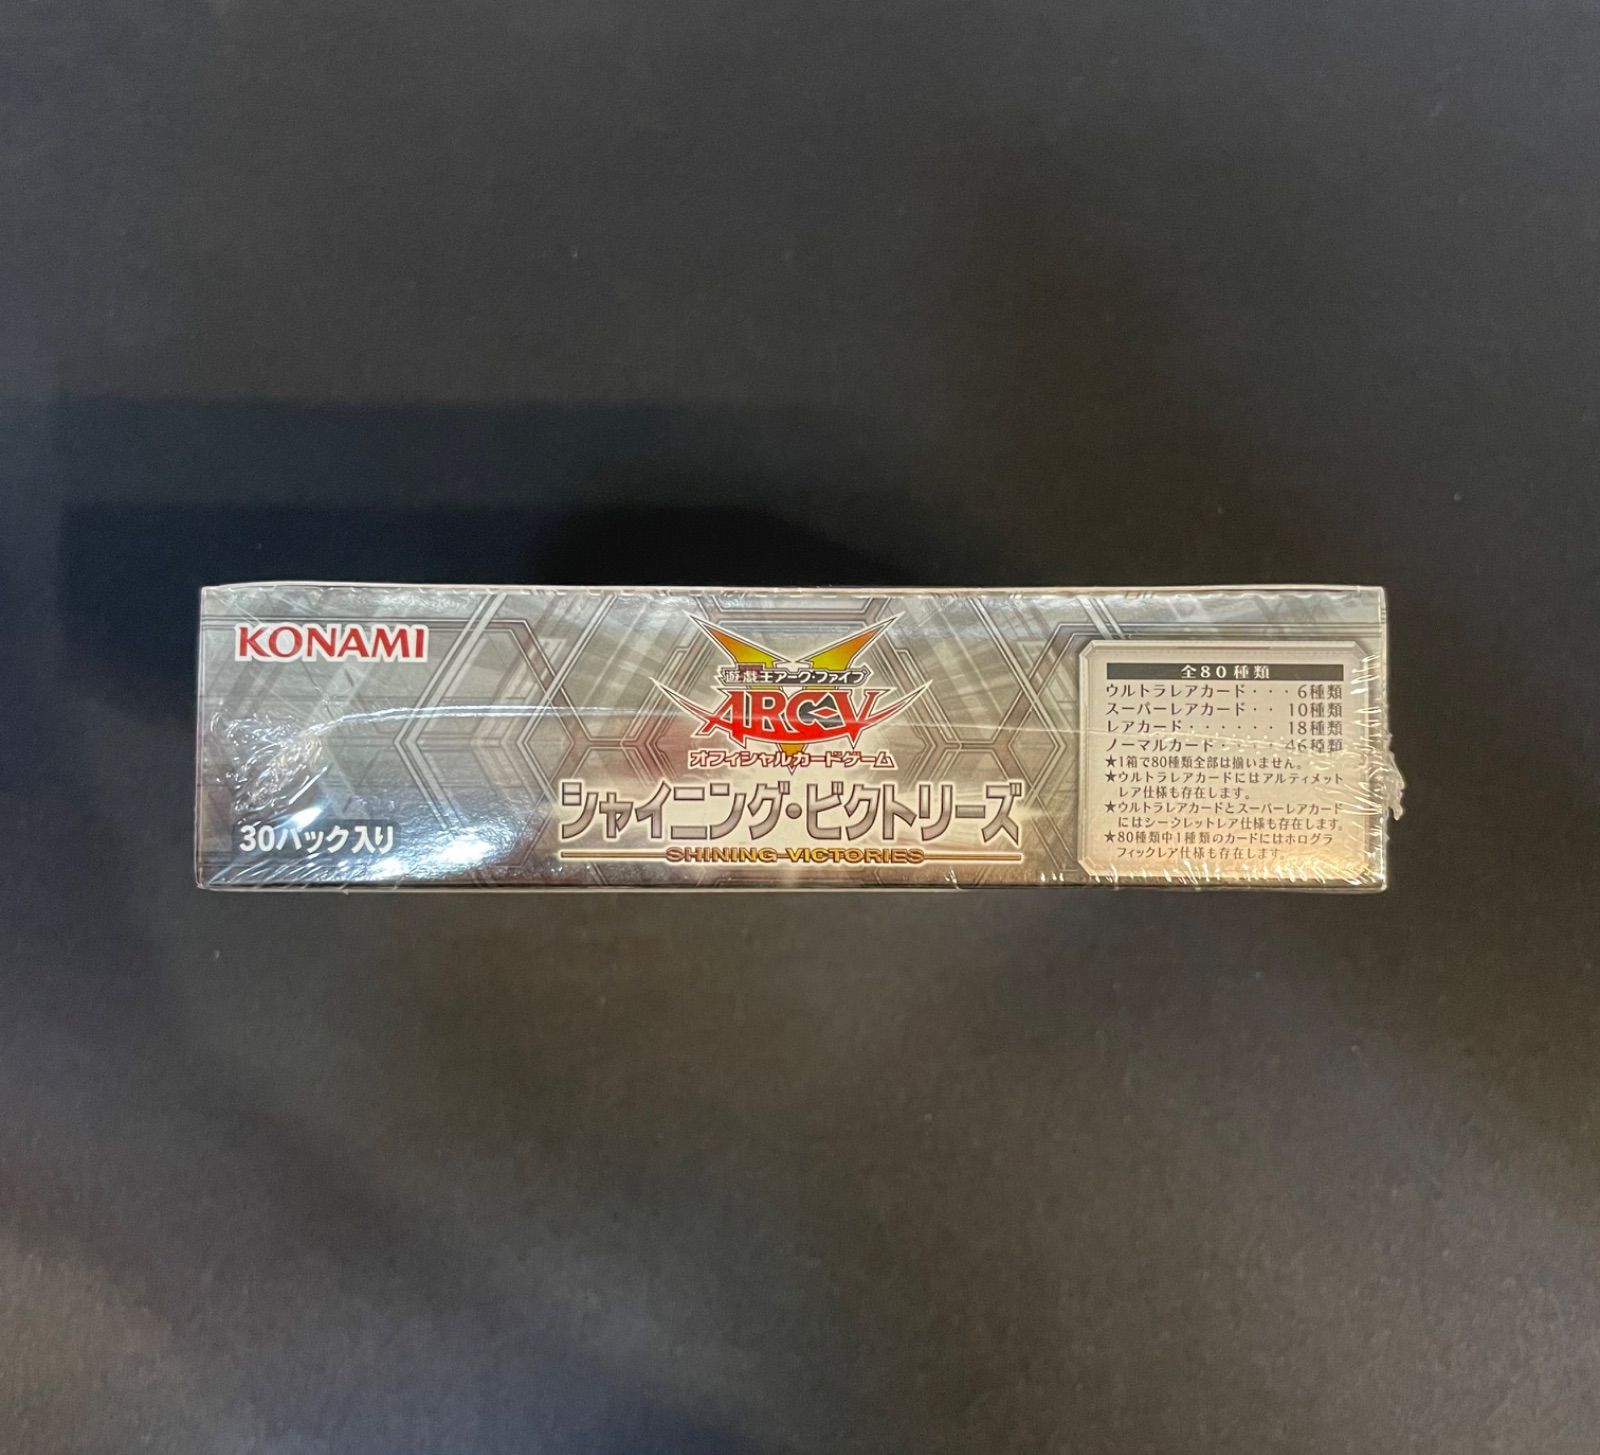 KONAMI
遊戯王アーク・ファイブ
ARC-V
オフィシャルカードゲーム
シャイニング・ビクトリーズ
SHINING VICTORIES
30パック入り
全80種類
ウルトラレアカード・・・6種類
スーパーレアカード・・10種類
レアカード・・・・・・18種類
ノーマルカード・・・・46種類
★1箱で80種類全部は揃いません。
★ウルトラレアカードにはアルティメット
レア仕様も存在します。
★ウルトラレアカードとスーパーレアカード
にはシークレットレア仕様も存在します。
★80種類中1種類のカードにはホログラ
フィックレア仕様も存在します。